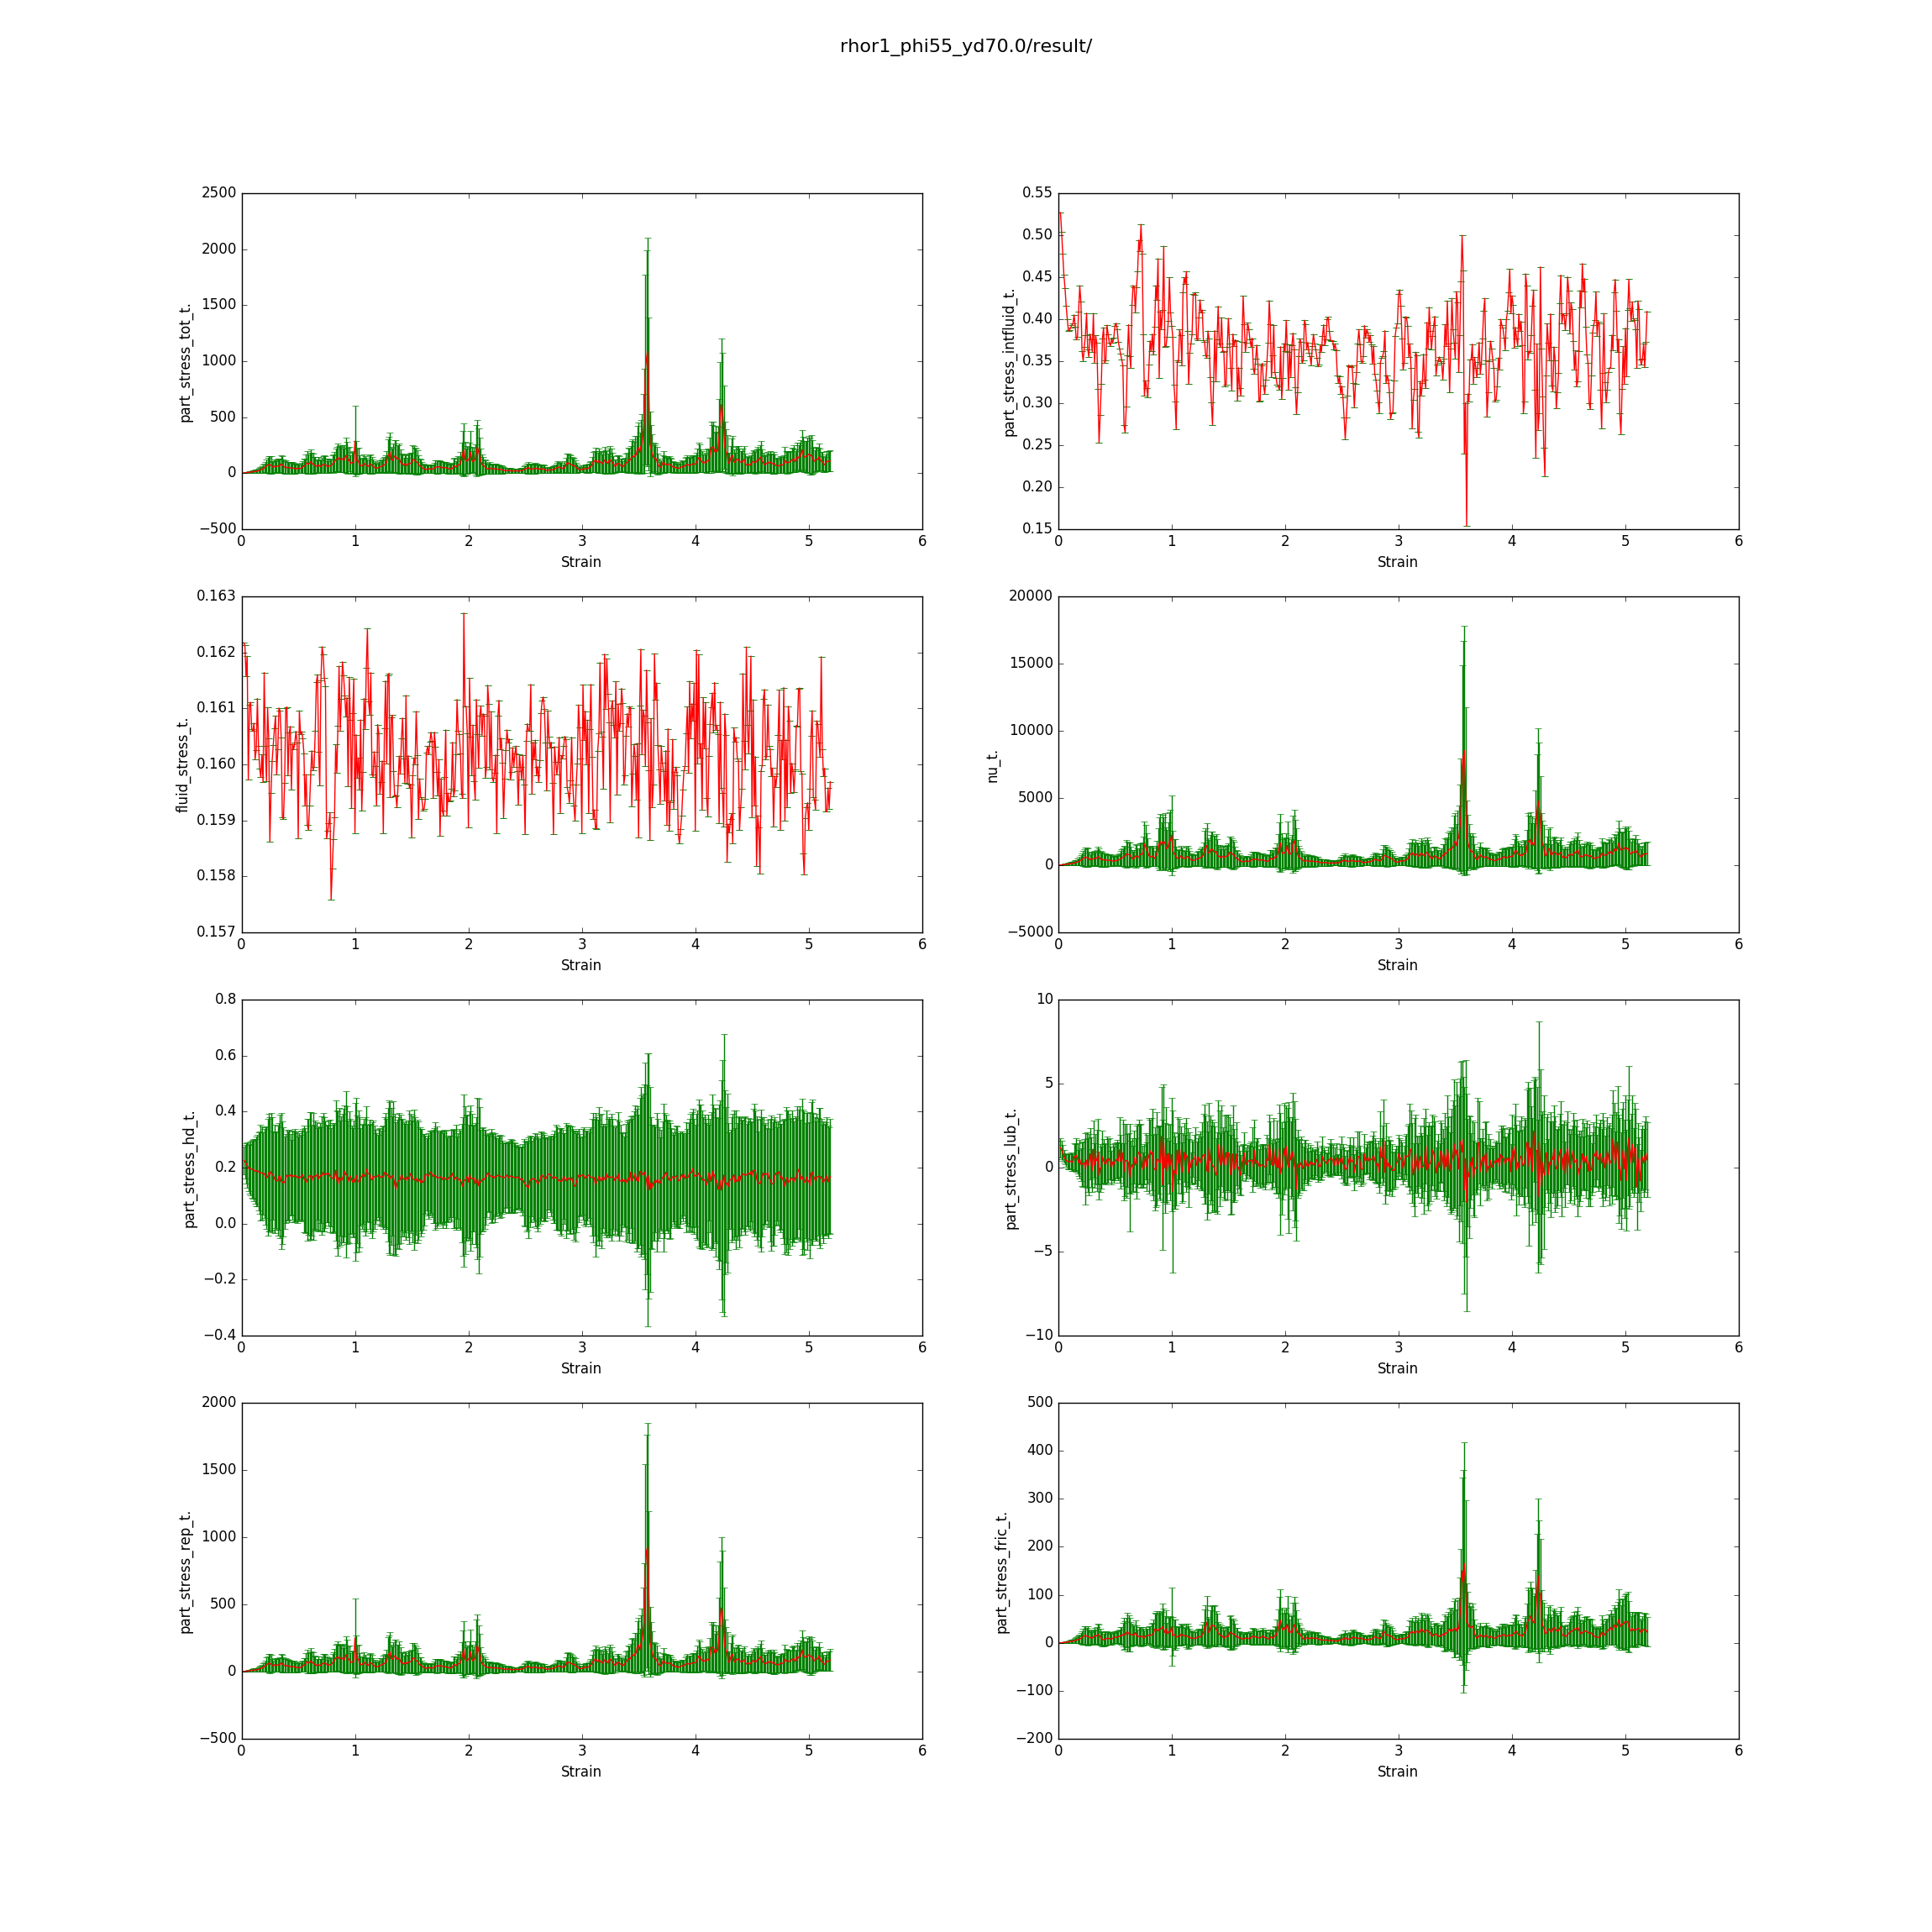 rhor1_phi55_yd70.0/result/
part_stress_tot_t.
2500
2000
1500
1000
500
0
−500
0 1 2 3 4 5 6
Strain
part_stress_intfluid_t.
0.55
0.50
0.45
0.40
0.35
0.30
0.25
0.20
0.15
0 1 2 3 4 5 6
Strain
fluid_stress_t.
0.163
0.162
0.161
0.160
0.159
0.158
0.157
0 1 2 3 4 5 6
Strain
nu_t.
20000
15000
10000
5000
0
−5000
0 1 2 3 4 5 6
Strain
part_stress_hd_t.
0.8
0.6
0.4
0.2
0.0
−0.2
−0.4
0 1 2 3 4 5 6
Strain
part_stress_lub_t.
10
5
0
−5
−10
0 1 2 3 4 5 6
Strain
part_stress_rep_t.
2000
1500
1000
500
0
−500
0 1 2 3 4 5 6
Strain
part_stress_fric_t.
500
400
300
200
100
0
−100
−200
0 1 2 3 4 5 6
Strain